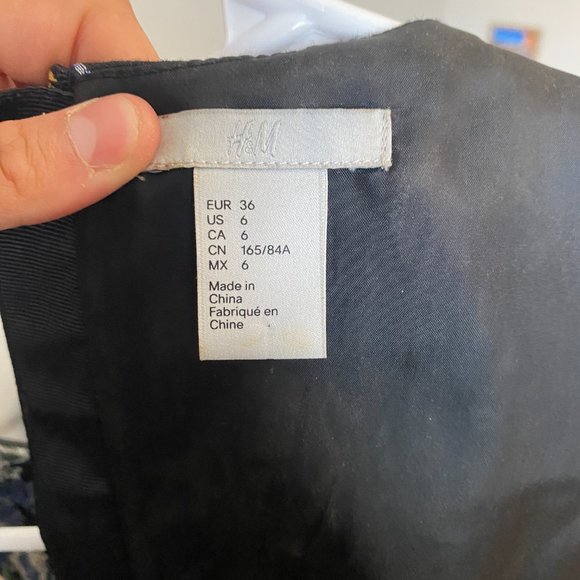 H&M
EUR 36
US 6
CA 6
CN 165/84A
MX 6
Made in
China
Fabriqué en
Chine